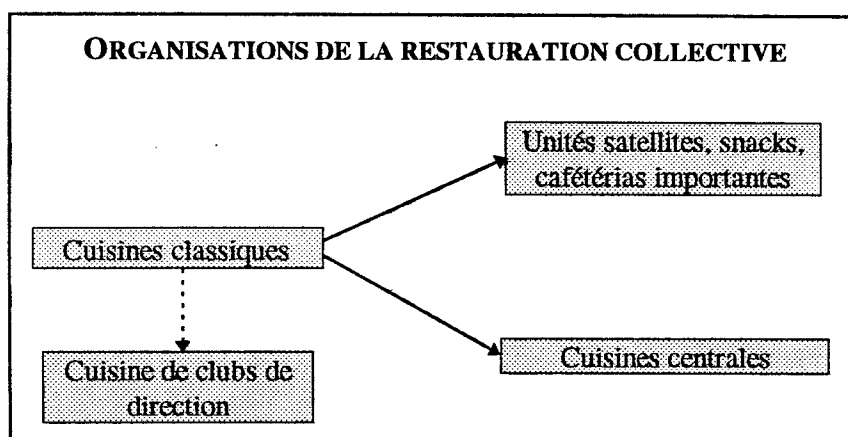 ORGANISATIONS DE LA RESTAURATION COLLECTIVE
Unités satellites, snacks,
cafétérias importantes
Cuisines classiques
Cuisines centrales
Cuisine de clubs de
direction